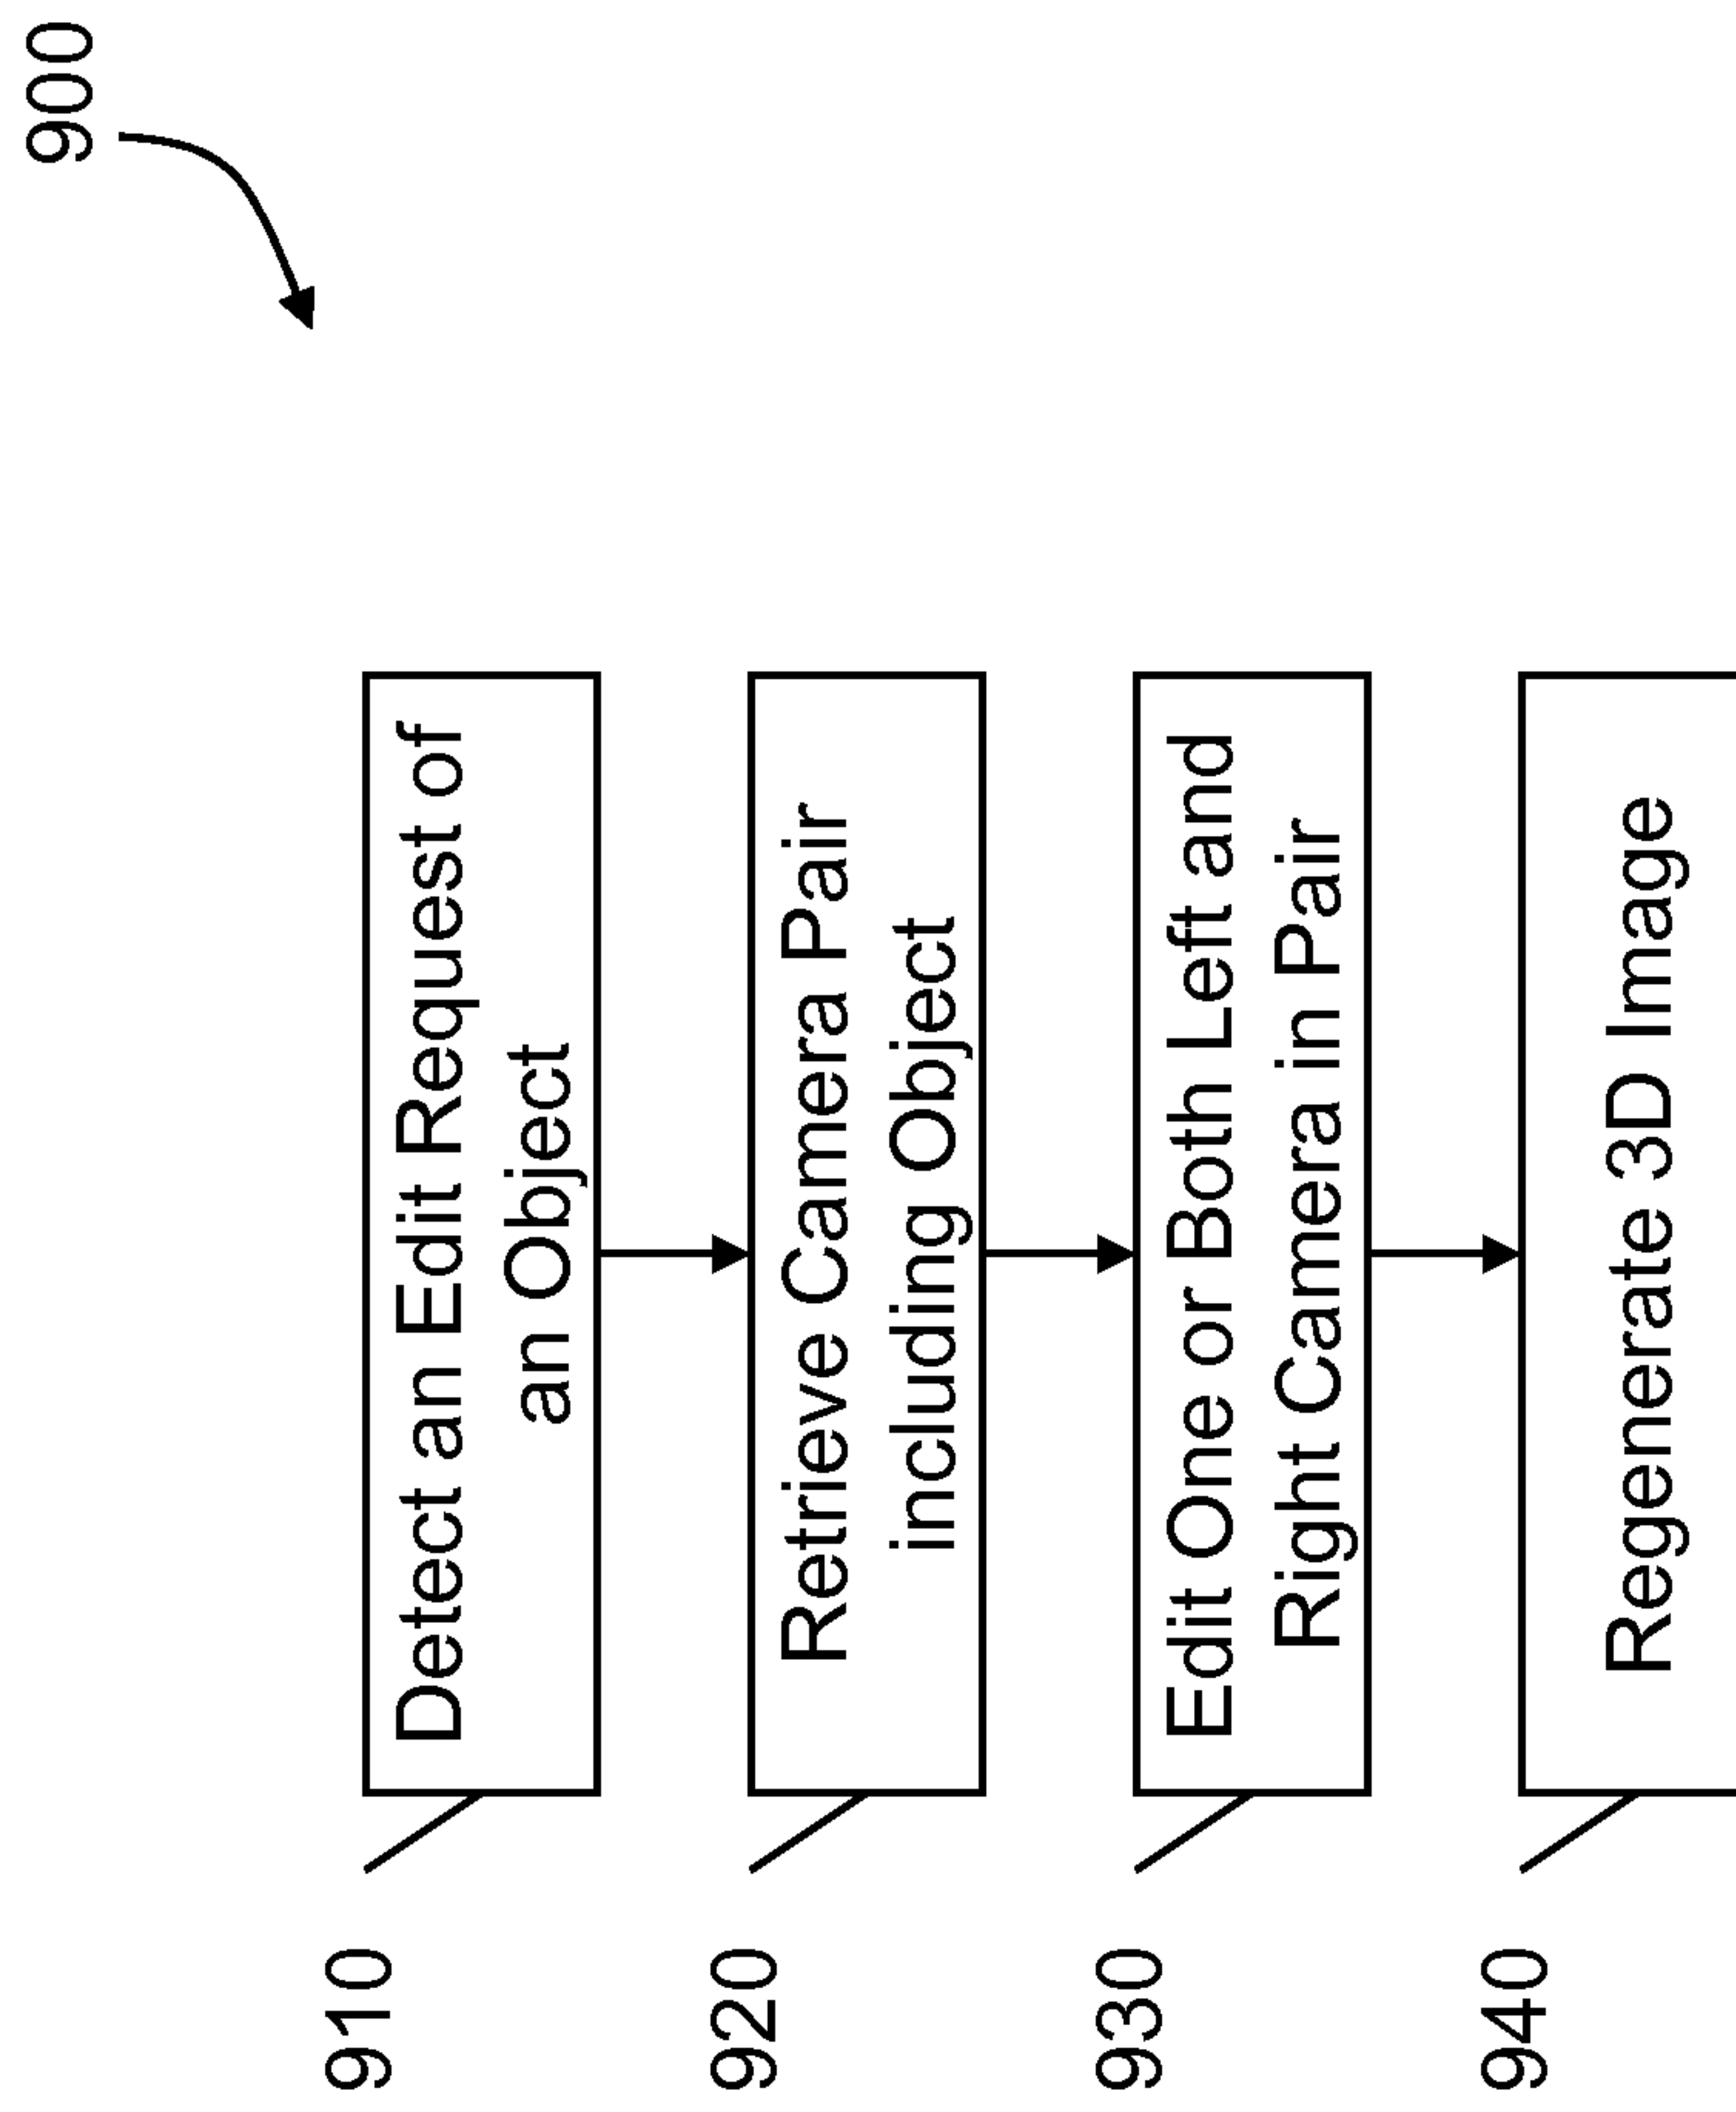 900
910
Detect an Edit Request of
an Object
920
Retrieve Camera Pair
including Object
930
Edit One or Both Left and
Right Camera in Pair
940
Regenerate 3D Image